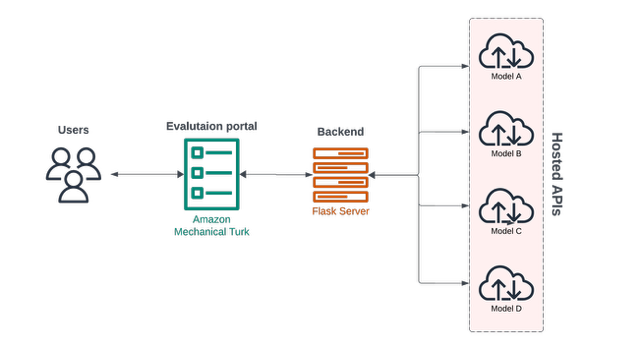 Users
Evalutaion portal
Amazon
Mechanical Turk
Backend
Flask Server
Model A
Model B
Model C
Model D
Hosted APIs